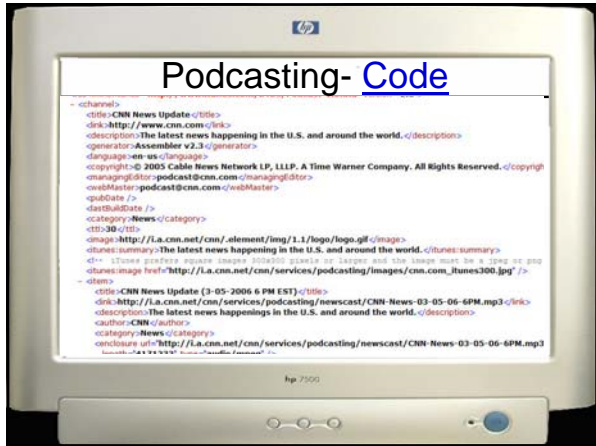 hp
Podcasting- Code
- <channel>
<title>CNN News Update</title>
<link>http://www.cnn.com</link>
<description>The latest news happening in the U.S. and around the world.</description>
<generator>Assembler v2.3</generator>
<language>en-us</language>
<copyright>© 2005 Cable News Network LP, LLLP. A Time Warner Company. All Rights Reserved.</copyrigh
<managingEditor>podcast@cnn.com</managingEditor>
<webMaster>podcast@cnn.com</webMaster>
<pubDate />
<lastBuildDate />
<category>News</category>
<ttl>30</ttl>
<image>http://i.a.cnn.net/cnn/.element/img/1.1/logo/logo.gif</image>
<itunes:summary>The latest news happening in the U.S. and around the world.</itunes:summary>
<!-- iTunes prefers square images 300x300 pixels or larger and the image must be a jpeg or png
<itunes:image href="http://i.a.cnn.net/cnn/services/podcasting/images/cnn.com_itunes300.jpg" />
- <item>
<title>CNN News Update (3-05-2006 6 PM EST)</title>
<link>http://i.a.cnn.net/cnn/services/podcasting/newscast/CNN-News-03-05-06-6PM.mp3</link>
<description>The latest news happenings in the U.S. and around the world.</description>
<author>CNN</author>
<category>News</category>
<enclosure url="http://i.a.cnn.net/cnn/services/podcasting/newscast/CNN-News-03-05-06-6PM.mp3
length="4171222" type="audio/mpeg" />
hp 7500